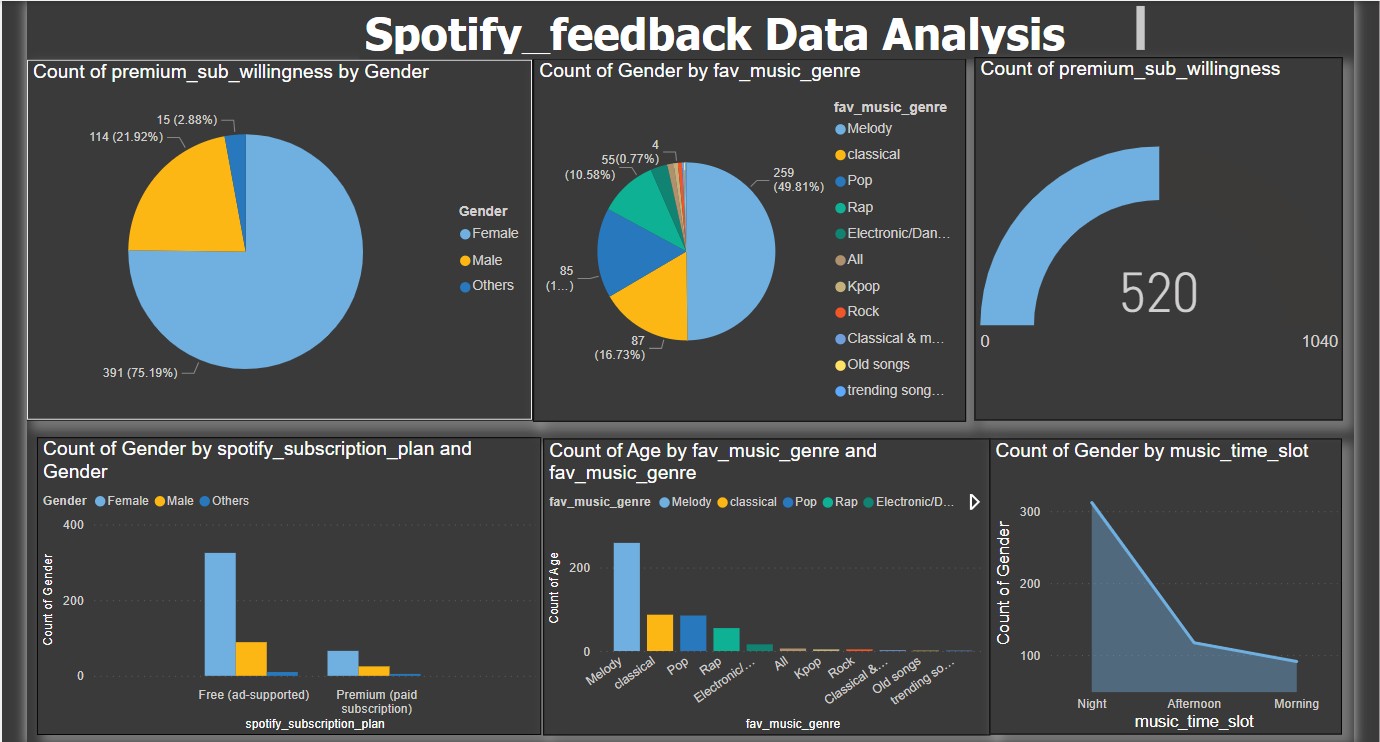 Spotify_feedback Data Analysis
Count of premium_sub_willingness by Gender
15 (2.88%)
114 (21.92%)
391 (75.19%)
Gender
Female
Male
Others
Count of Gender by fav_music_genre
4
(0.77%)
55
(10.58%)
85
(1...)
87
(16.73%)
259
(49.81%)
fav_music_genre
Melody
classical
Pop
Rap
Electronic/Dan...
All
Kpop
Rock
Classical & m...
Old songs
trending song...
Count of premium_sub_willingness
520
0
1040
Count of Gender by spotify_subscription_plan and
Gender
Gender Female Male Others
Count of Gender
400
200
0
Free (ad-supported)
Premium (paid
subscription)
spotify_subscription_plan
Count of Age by fav_music_genre and
fav_music_genre
fav_music_genre Melody classical Pop Rap Electronic/D...
Count of Age
200
0
Melody
classical
Pop
Rap
Electronic/...
All
Kpop
Rock
Classical &...
Old songs
trending so...
fav_music_genre
Count of Gender by music_time_slot
Count of Gender
300
200
100
Night
Afternoon
Morning
music_time_slot